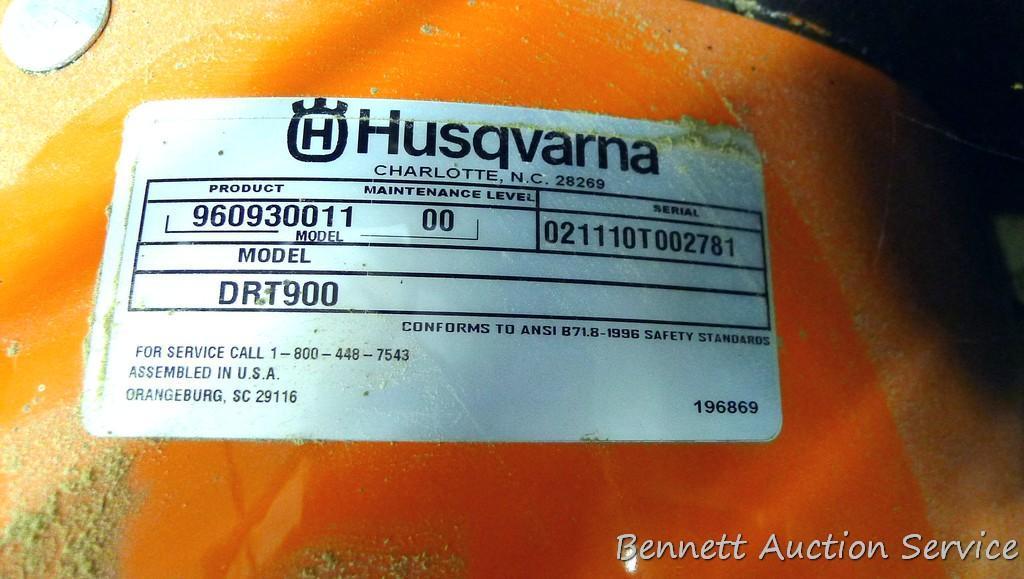 H Husqvarna
CHARLOTTE, N.C. 28269
PRODUCT MAINTENANCE LEVEL SERIAL
960930011 00 021110T002781
MODEL
MODEL
DRT900
CONFORMS TO ANSI B71.8-1996 SAFETY STANDARDS
FOR SERVICE CALL 1-800-448-7543
ASSEMBLED IN U.S.A.
ORANGEBURG, SC 29116
196869
Bennett Auction Service